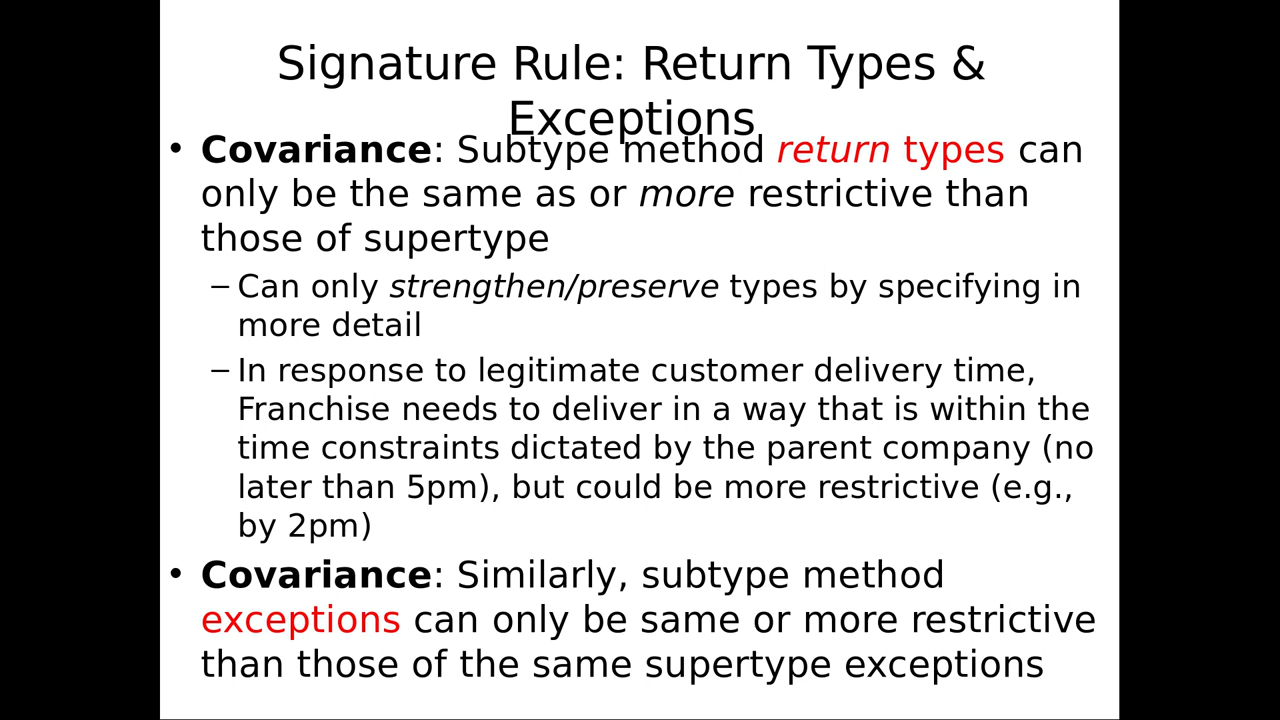 Signature Rule: Return Types &
Exceptions
• Covariance: Subtype method return types can
only be the same as or more restrictive than
those of supertype
– Can only strengthen/preserve types by specifying in
more detail
– In response to legitimate customer delivery time,
Franchise needs to deliver in a way that is within the
time constraints dictated by the parent company (no
later than 5pm), but could be more restrictive (e.g.,
by 2pm)
• Covariance: Similarly, subtype method
exceptions can only be same or more restrictive
than those of the same supertype exceptions